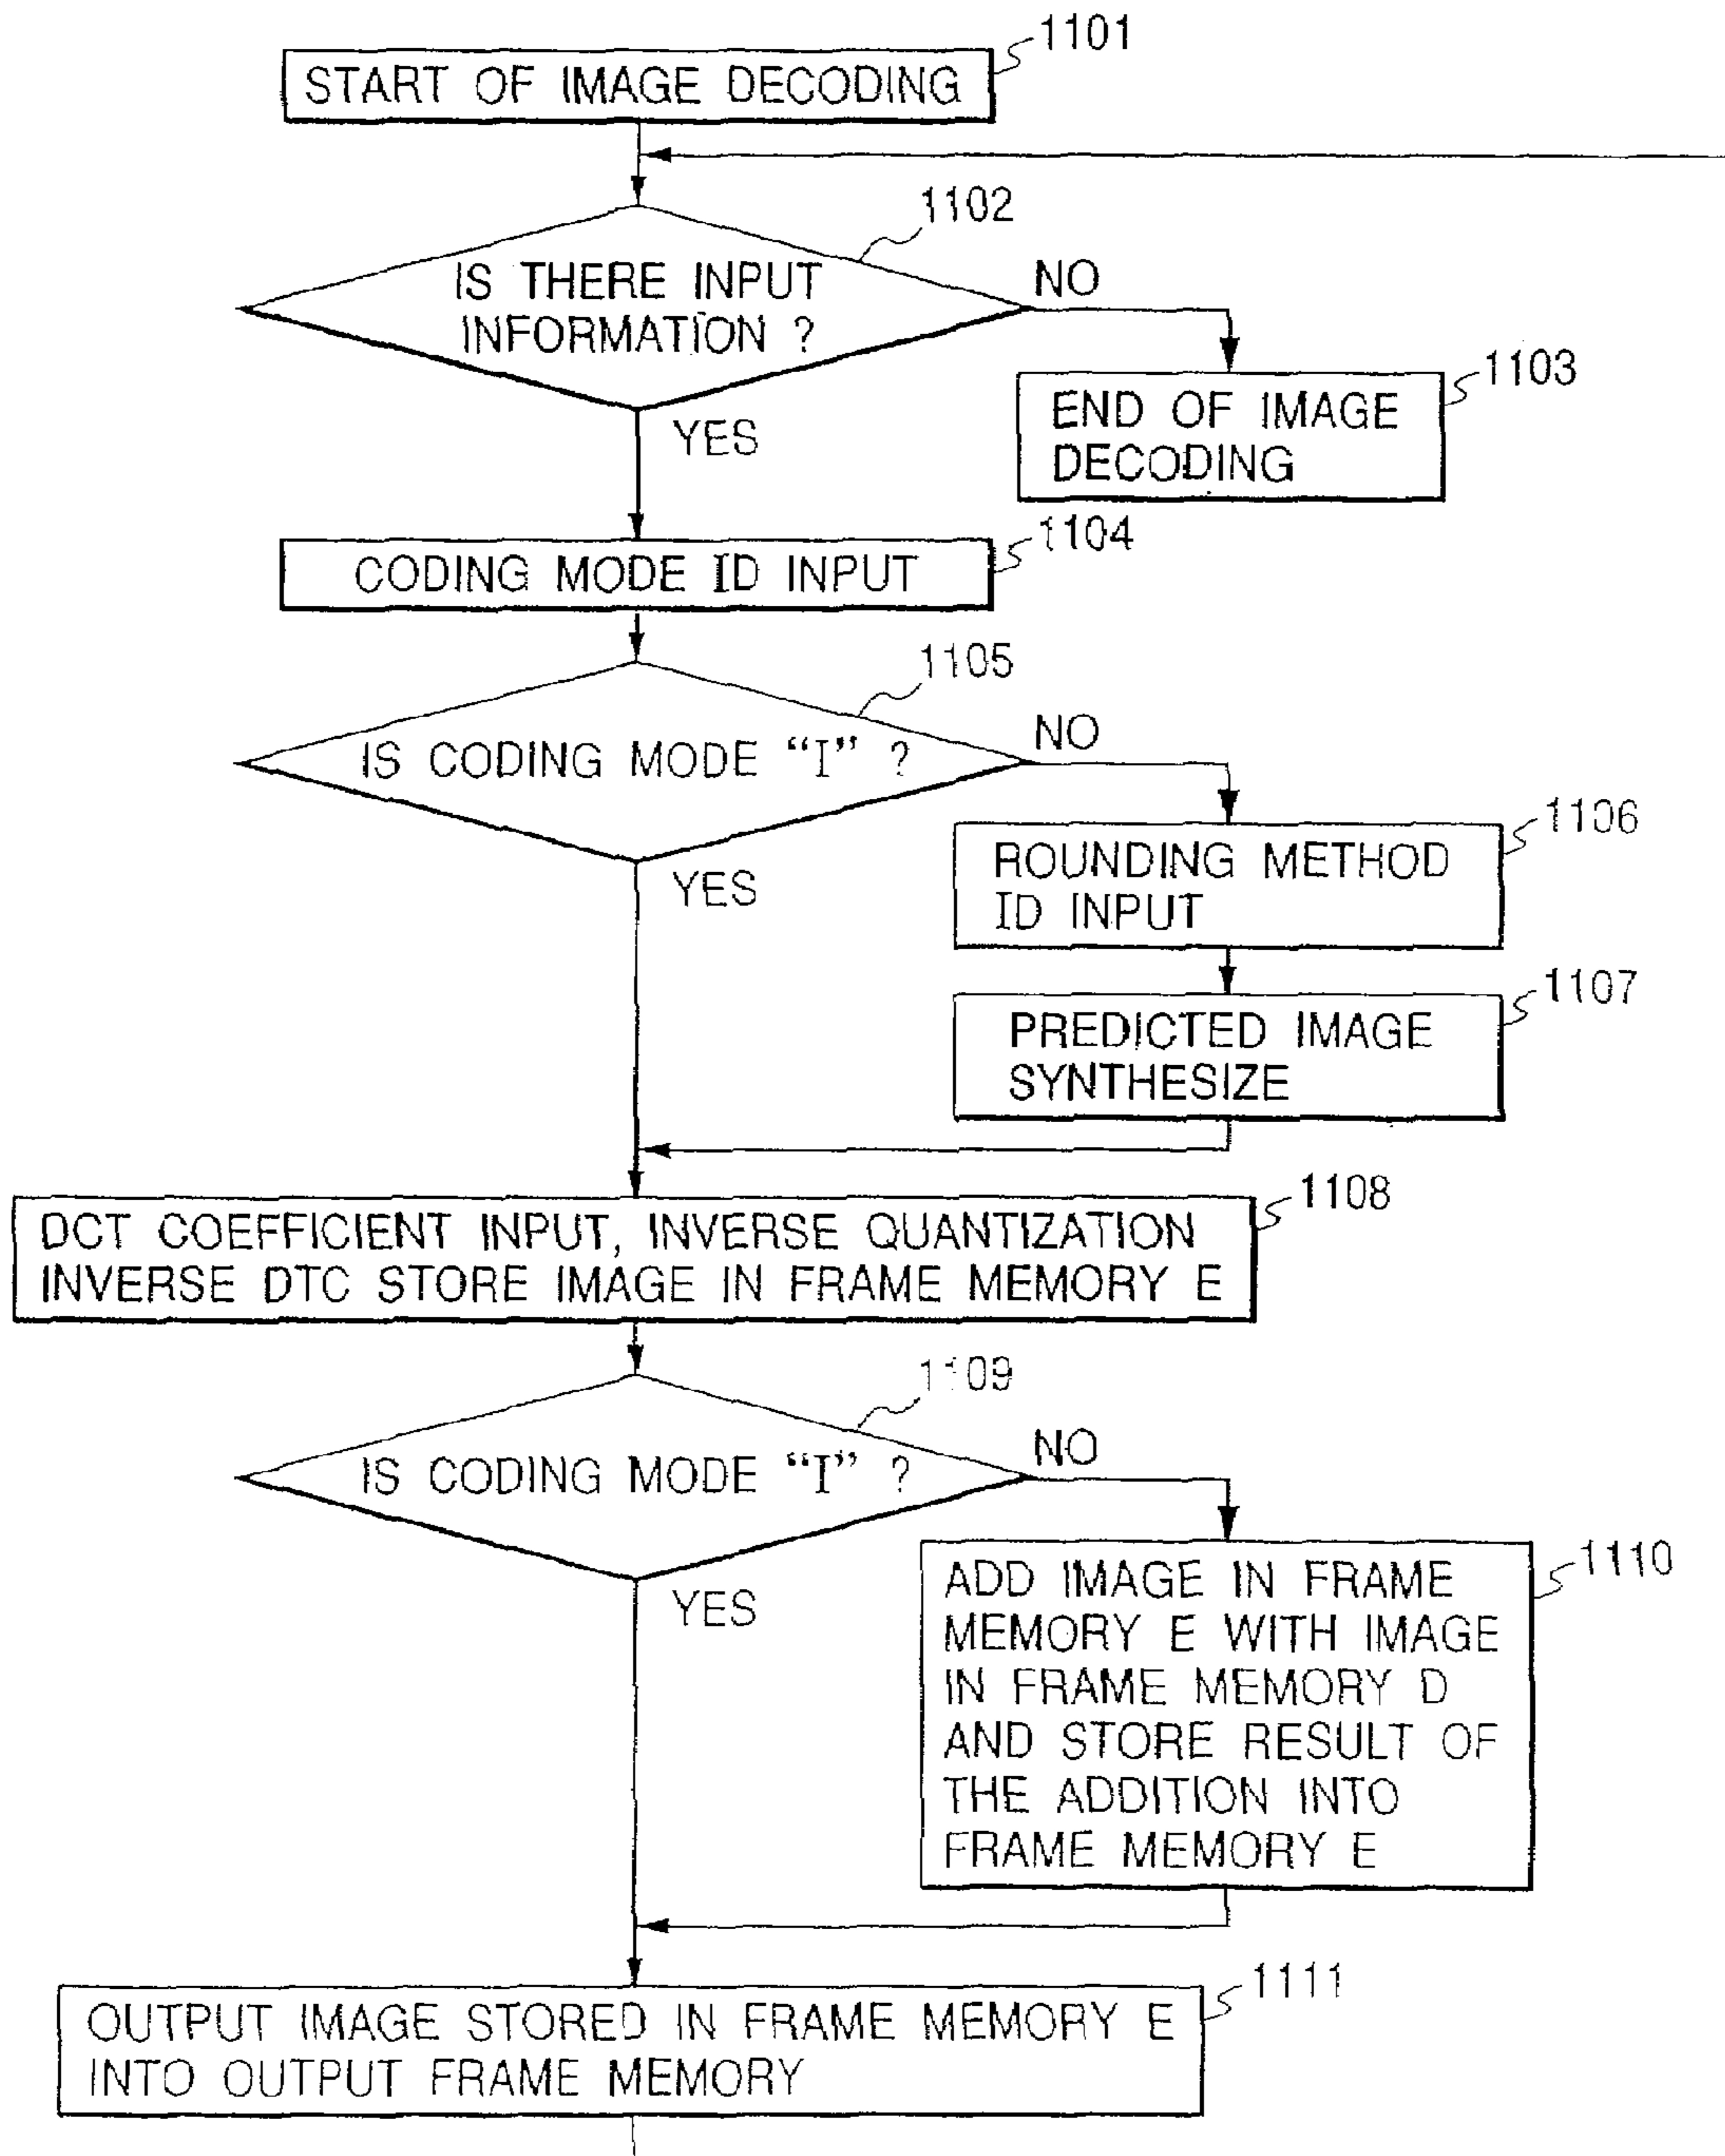 1101
START OF IMAGE DECODING
1102
IS THERE INPUT
INFORMATION ?
NO
YES
1103
END OF IMAGE
DECODING
1104
CODING MODE ID INPUT
1105
IS CODING MODE “I” ?
NO
YES
1106
ROUNDING METHOD
ID INPUT
1107
PREDICTED IMAGE
SYNTHESIZE
1108
DCT COEFFICIENT INPUT, INVERSE QUANTIZATION
INVERSE DTC STORE IMAGE IN FRAME MEMORY E
1109
IS CODING MODE “I” ?
NO
YES
1110
ADD IMAGE IN FRAME
MEMORY E WITH IMAGE
IN FRAME MEMORY D
AND STORE RESULT OF
THE ADDITION INTO
FRAME MEMORY E
1111
OUTPUT IMAGE STORED IN FRAME MEMORY E
INTO OUTPUT FRAME MEMORY